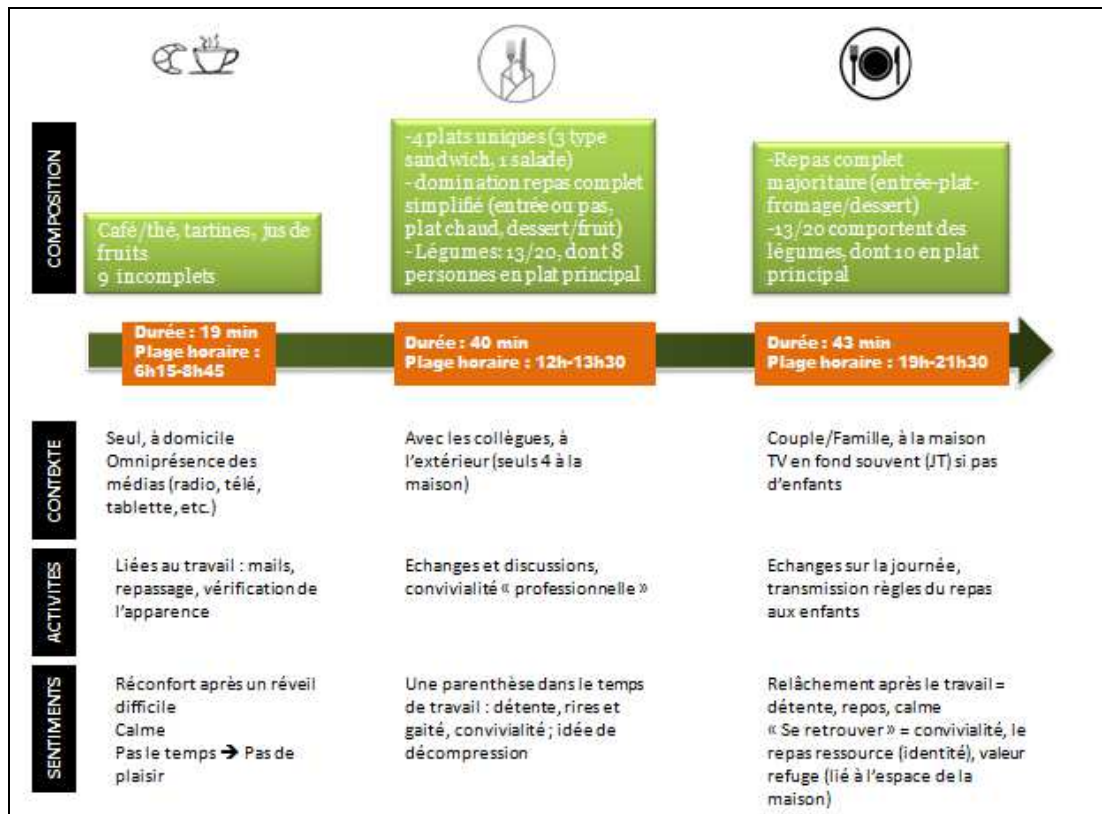 COMPOSITION
Café/thé, tartines, jus de
fruits
9 incomplets
-4 plats uniques (3 type
sandwich, 1 salade)
- domination repas complet
simplifié (entrée ou pas,
plat chaud, dessert/fruit)
-Légumes: 13/20, dont 8
personnes en plat principal
-Repas complet
majoritaire (entrée-plat-
fromage/dessert)
-13/20 comportent des
légumes, dont 10 en plat
principal
Durée : 19 min
Plage horaire :
6h15-8h45
Durée : 40 min
Plage horaire : 12h-13h30
Durée : 43 min
Plage horaire : 19h-21h30
CONTEXTE
Seul, à domicile
Omniprésence des
médias (radio, télé,
tablette, etc.)
Avec les collègues, à
l'extérieur (seuls 4 à la
maison)
Couple/Famille, à la maison
TV en fond souvent (JT) si pas
d'enfants
ACTIVITES
Liées au travail : mails,
repassage, vérification de
l'apparence
Echanges et discussions,
convivialité « professionnelle »
Echanges sur la journée,
transmission règles du repas
aux enfants
SENTIMENTS
Réconfort après un réveil
difficile
Calme
Pas le temps → Pas de
plaisir
Une parenthèse dans le temps
de travail : détente, rires et
gaité, convivialité ; idée de
décompression
Relâchement après le travail =
détente, repos, calme
« Se retrouver » = convivialité, le
repas ressource (identité), valeur
refuge (lié à l'espace de la
maison)